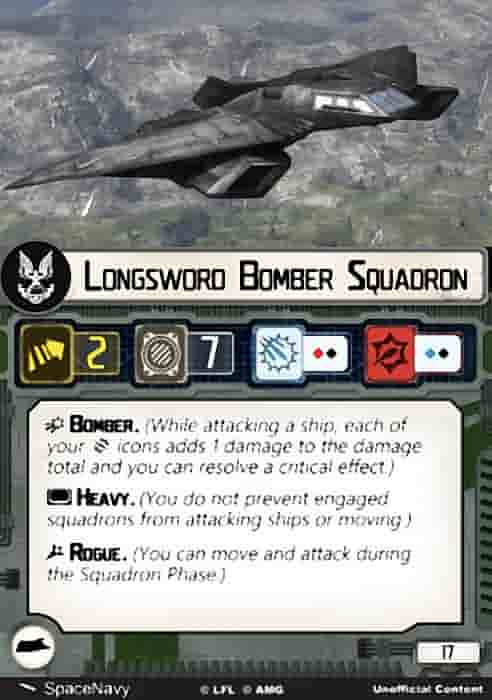 LONGSWORD BOMBER SQUADRON
2 7
BOMBER. (While attacking a ship, each of
your icons adds 1 damage to the damage
total and you can resolve a critical effect.)
HEAVY. (You do not prevent engaged
squadrons from attacking ships or moving.)
ROGUE. (You can move and attack during
the Squadron Phase.)
17
SpaceNavy © LFL © AMG Unofficial Content